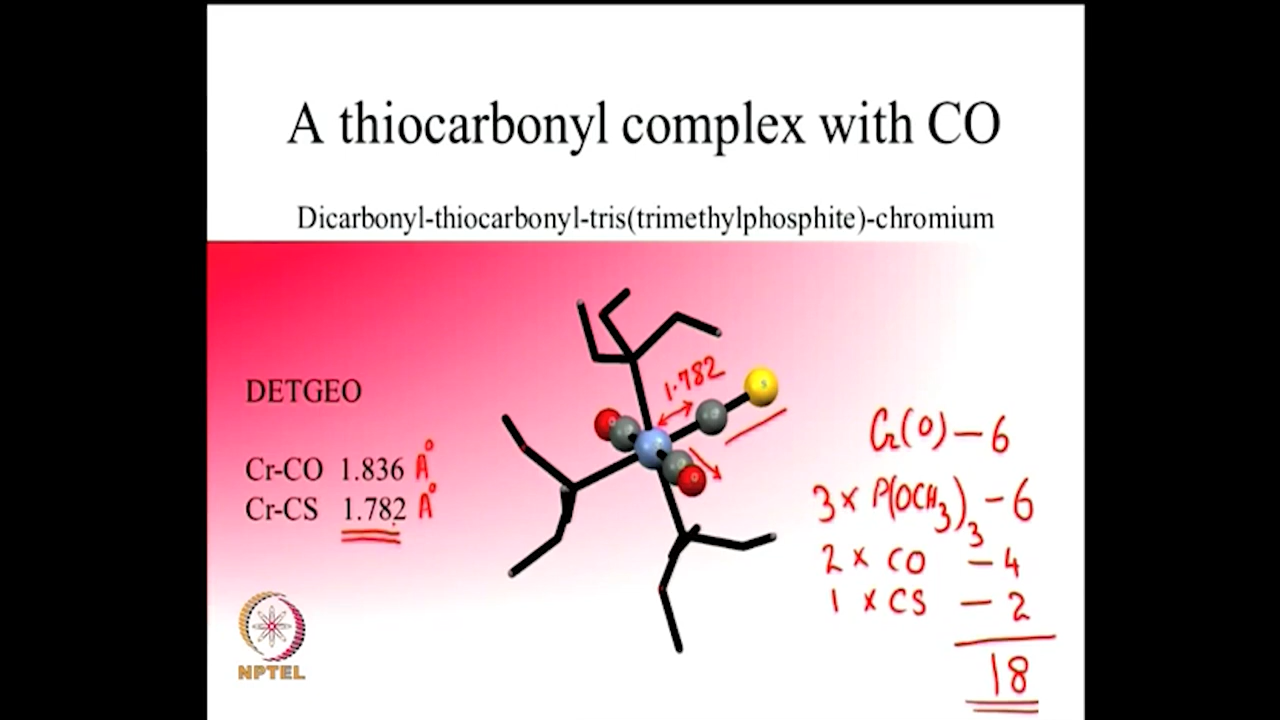 A thiocarbonyl complex with CO
Dicarbonyl-thiocarbonyl-tris(trimethylphosphite)-chromium
DETGEO
Cr-CO 1.836 A°
Cr-CS 1.782 A°
1.782
S
Cr(0) – 6
3 × P(OCH3)3 – 6
2 × CO – 4
1 × CS – 2
18
NPTEL